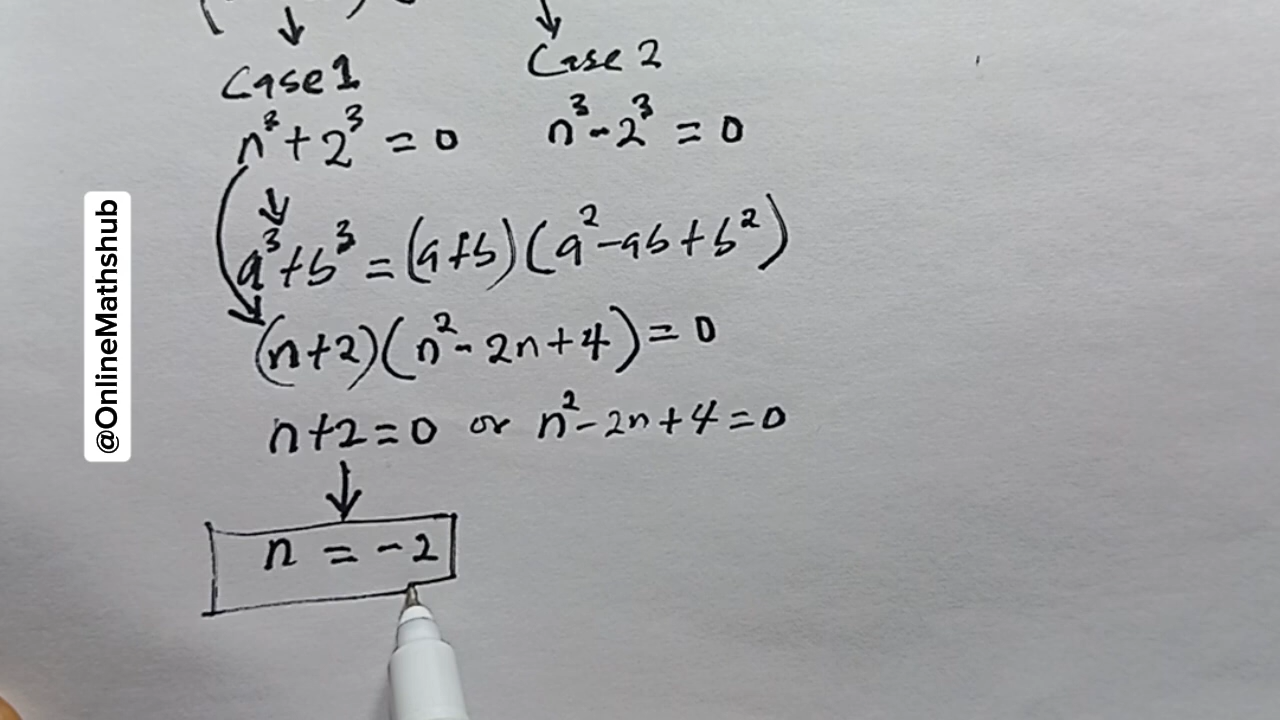 Case 1
Case 2
n³ + 2³ = 0
n³ - 2³ = 0
a³ + b³ = (a+b)(a² - ab + b²)
(n+2)(n² - 2n + 4) = 0
n+2 = 0 or n² - 2n + 4 = 0
n = -2
@OnlineMathshub